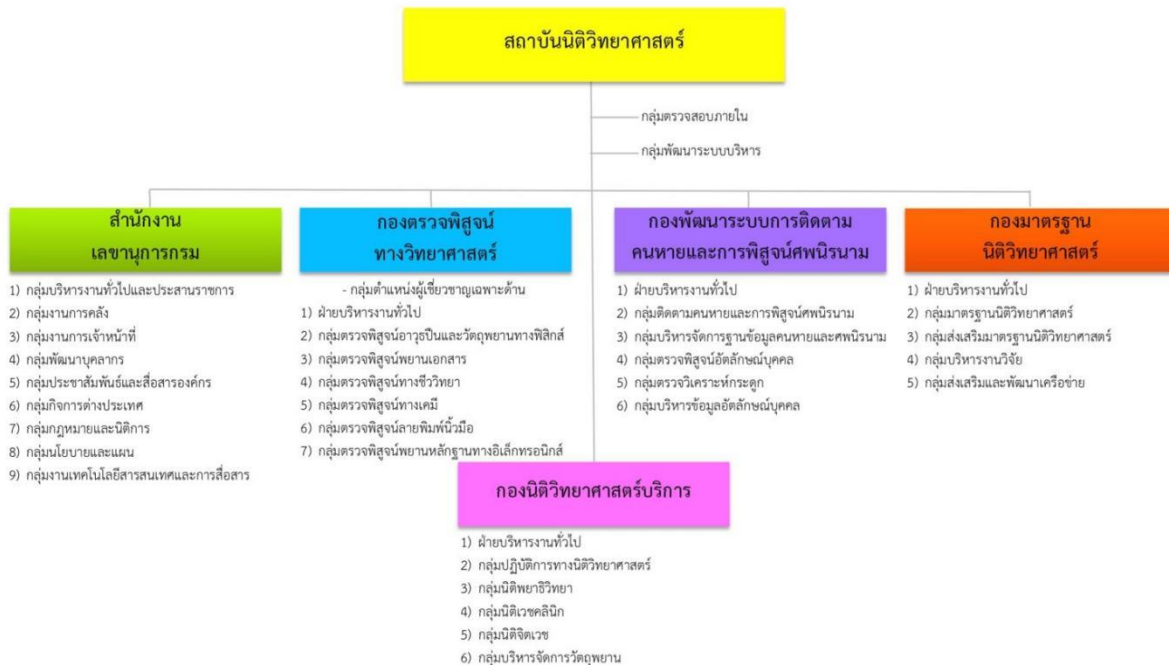 สถาบันนิติวิทยาศาสตร์
กลุ่มตรวจสอบภายใน
กลุ่มพัฒนาระบบบริหาร
สำนักงาน
เลขานุการกรม
1) กลุ่มบริหารงานทั่วไปและประสานราชการ
2) กลุ่มงานการคลัง
3) กลุ่มงานการเจ้าหน้าที่
4) กลุ่มพัฒนาบุคลากร
5) กลุ่มประชาสัมพันธ์และสื่อสารองค์กร
6) กลุ่มกิจการต่างประเทศ
7) กลุ่มกฎหมายและนิติการ
8) กลุ่มนโยบายและแผน
9) กลุ่มงานเทคโนโลยีสารสนเทศและการสื่อสาร
กองตรวจพิสูจน์
ทางวิทยาศาสตร์
- กลุ่มตำแหน่งผู้เชี่ยวชาญเฉพาะด้าน
1) ฝ่ายบริหารงานทั่วไป
2) กลุ่มตรวจพิสูจน์อาวุธปืนและวัตถุพยานทางฟิสิกส์
3) กลุ่มตรวจพิสูจน์พยานเอกสาร
4) กลุ่มตรวจพิสูจน์ทางชีววิทยา
5) กลุ่มตรวจพิสูจน์ทางเคมี
6) กลุ่มตรวจพิสูจน์ลายพิมพ์นิ้วมือ
7) กลุ่มตรวจพิสูจน์พยานหลักฐานทางอิเล็กทรอนิกส์
กองพัฒนาระบบการติดตาม
คนหายและการพิสูจน์ศพนิรนาม
1) ฝ่ายบริหารงานทั่วไป
2) กลุ่มติดตามคนหายและการพิสูจน์ศพนิรนาม
3) กลุ่มบริหารจัดการฐานข้อมูลคนหายและศพนิรนาม
4) กลุ่มตรวจพิสูจน์อัตลักษณ์บุคคล
5) กลุ่มตรวจวิเคราะห์กระดูก
6) กลุ่มบริหารข้อมูลอัตลักษณ์บุคคล
กองมาตรฐาน
นิติวิทยาศาสตร์
1) ฝ่ายบริหารงานทั่วไป
2) กลุ่มมาตรฐานนิติวิทยาศาสตร์
3) กลุ่มส่งเสริมมาตรฐานนิติวิทยาศาสตร์
4) กลุ่มบริหารงานวิจัย
5) กลุ่มส่งเสริมและพัฒนาเครือข่าย
กองนิติวิทยาศาสตร์บริการ
1) ฝ่ายบริหารงานทั่วไป
2) กลุ่มปฏิบัติการทางนิติวิทยาศาสตร์
3) กลุ่มนิติพยาธิวิทยา
4) กลุ่มนิติเวชคลินิก
5) กลุ่มนิติจิตเวช
6) กลุ่มบริหารจัดการวัตถุพยาน